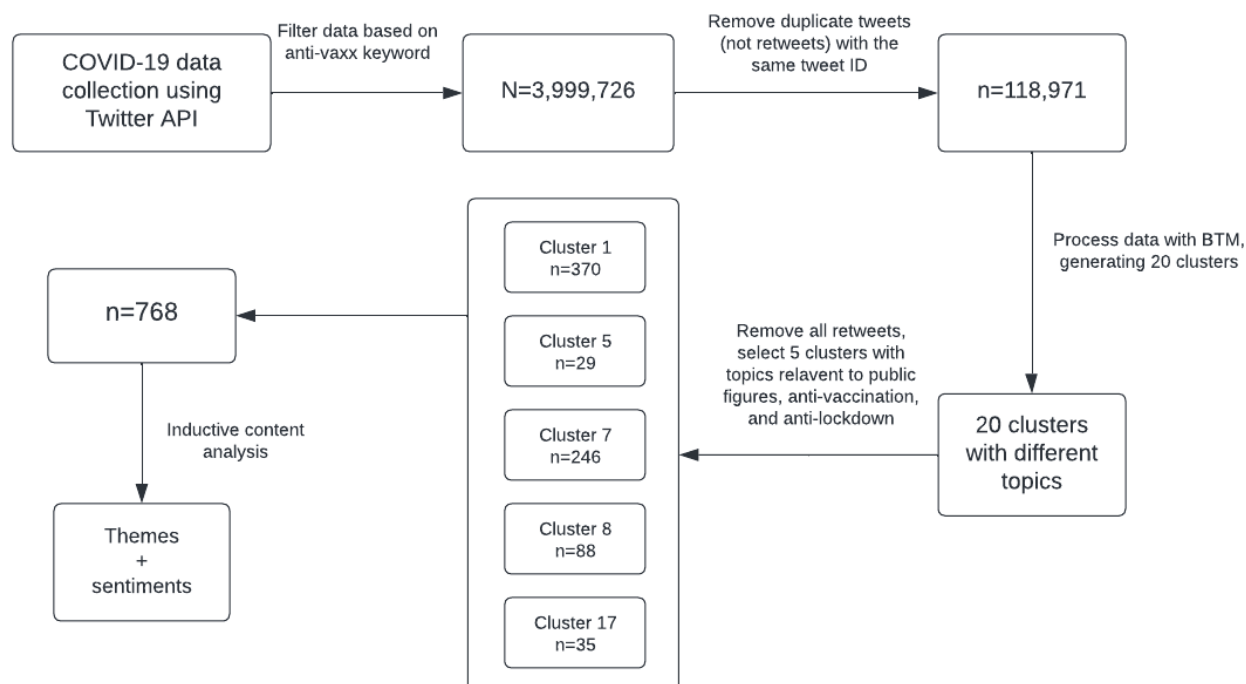 COVID-19 data
collection using
Twitter API
Filter data based on
anti-vaxx keyword
N=3,999,726
Remove duplicate tweets
(not retweets) with the
same tweet ID
n=118,971
Process data with BTM,
generating 20 clusters
20 clusters
with different
topics
Remove all retweets,
select 5 clusters with
topics relavent to public
figures, anti-vaccination,
and anti-lockdown
Cluster 1
n=370
Cluster 5
n=29
Cluster 7
n=246
Cluster 8
n=88
Cluster 17
n=35
n=768
Inductive content
analysis
Themes
+
sentiments